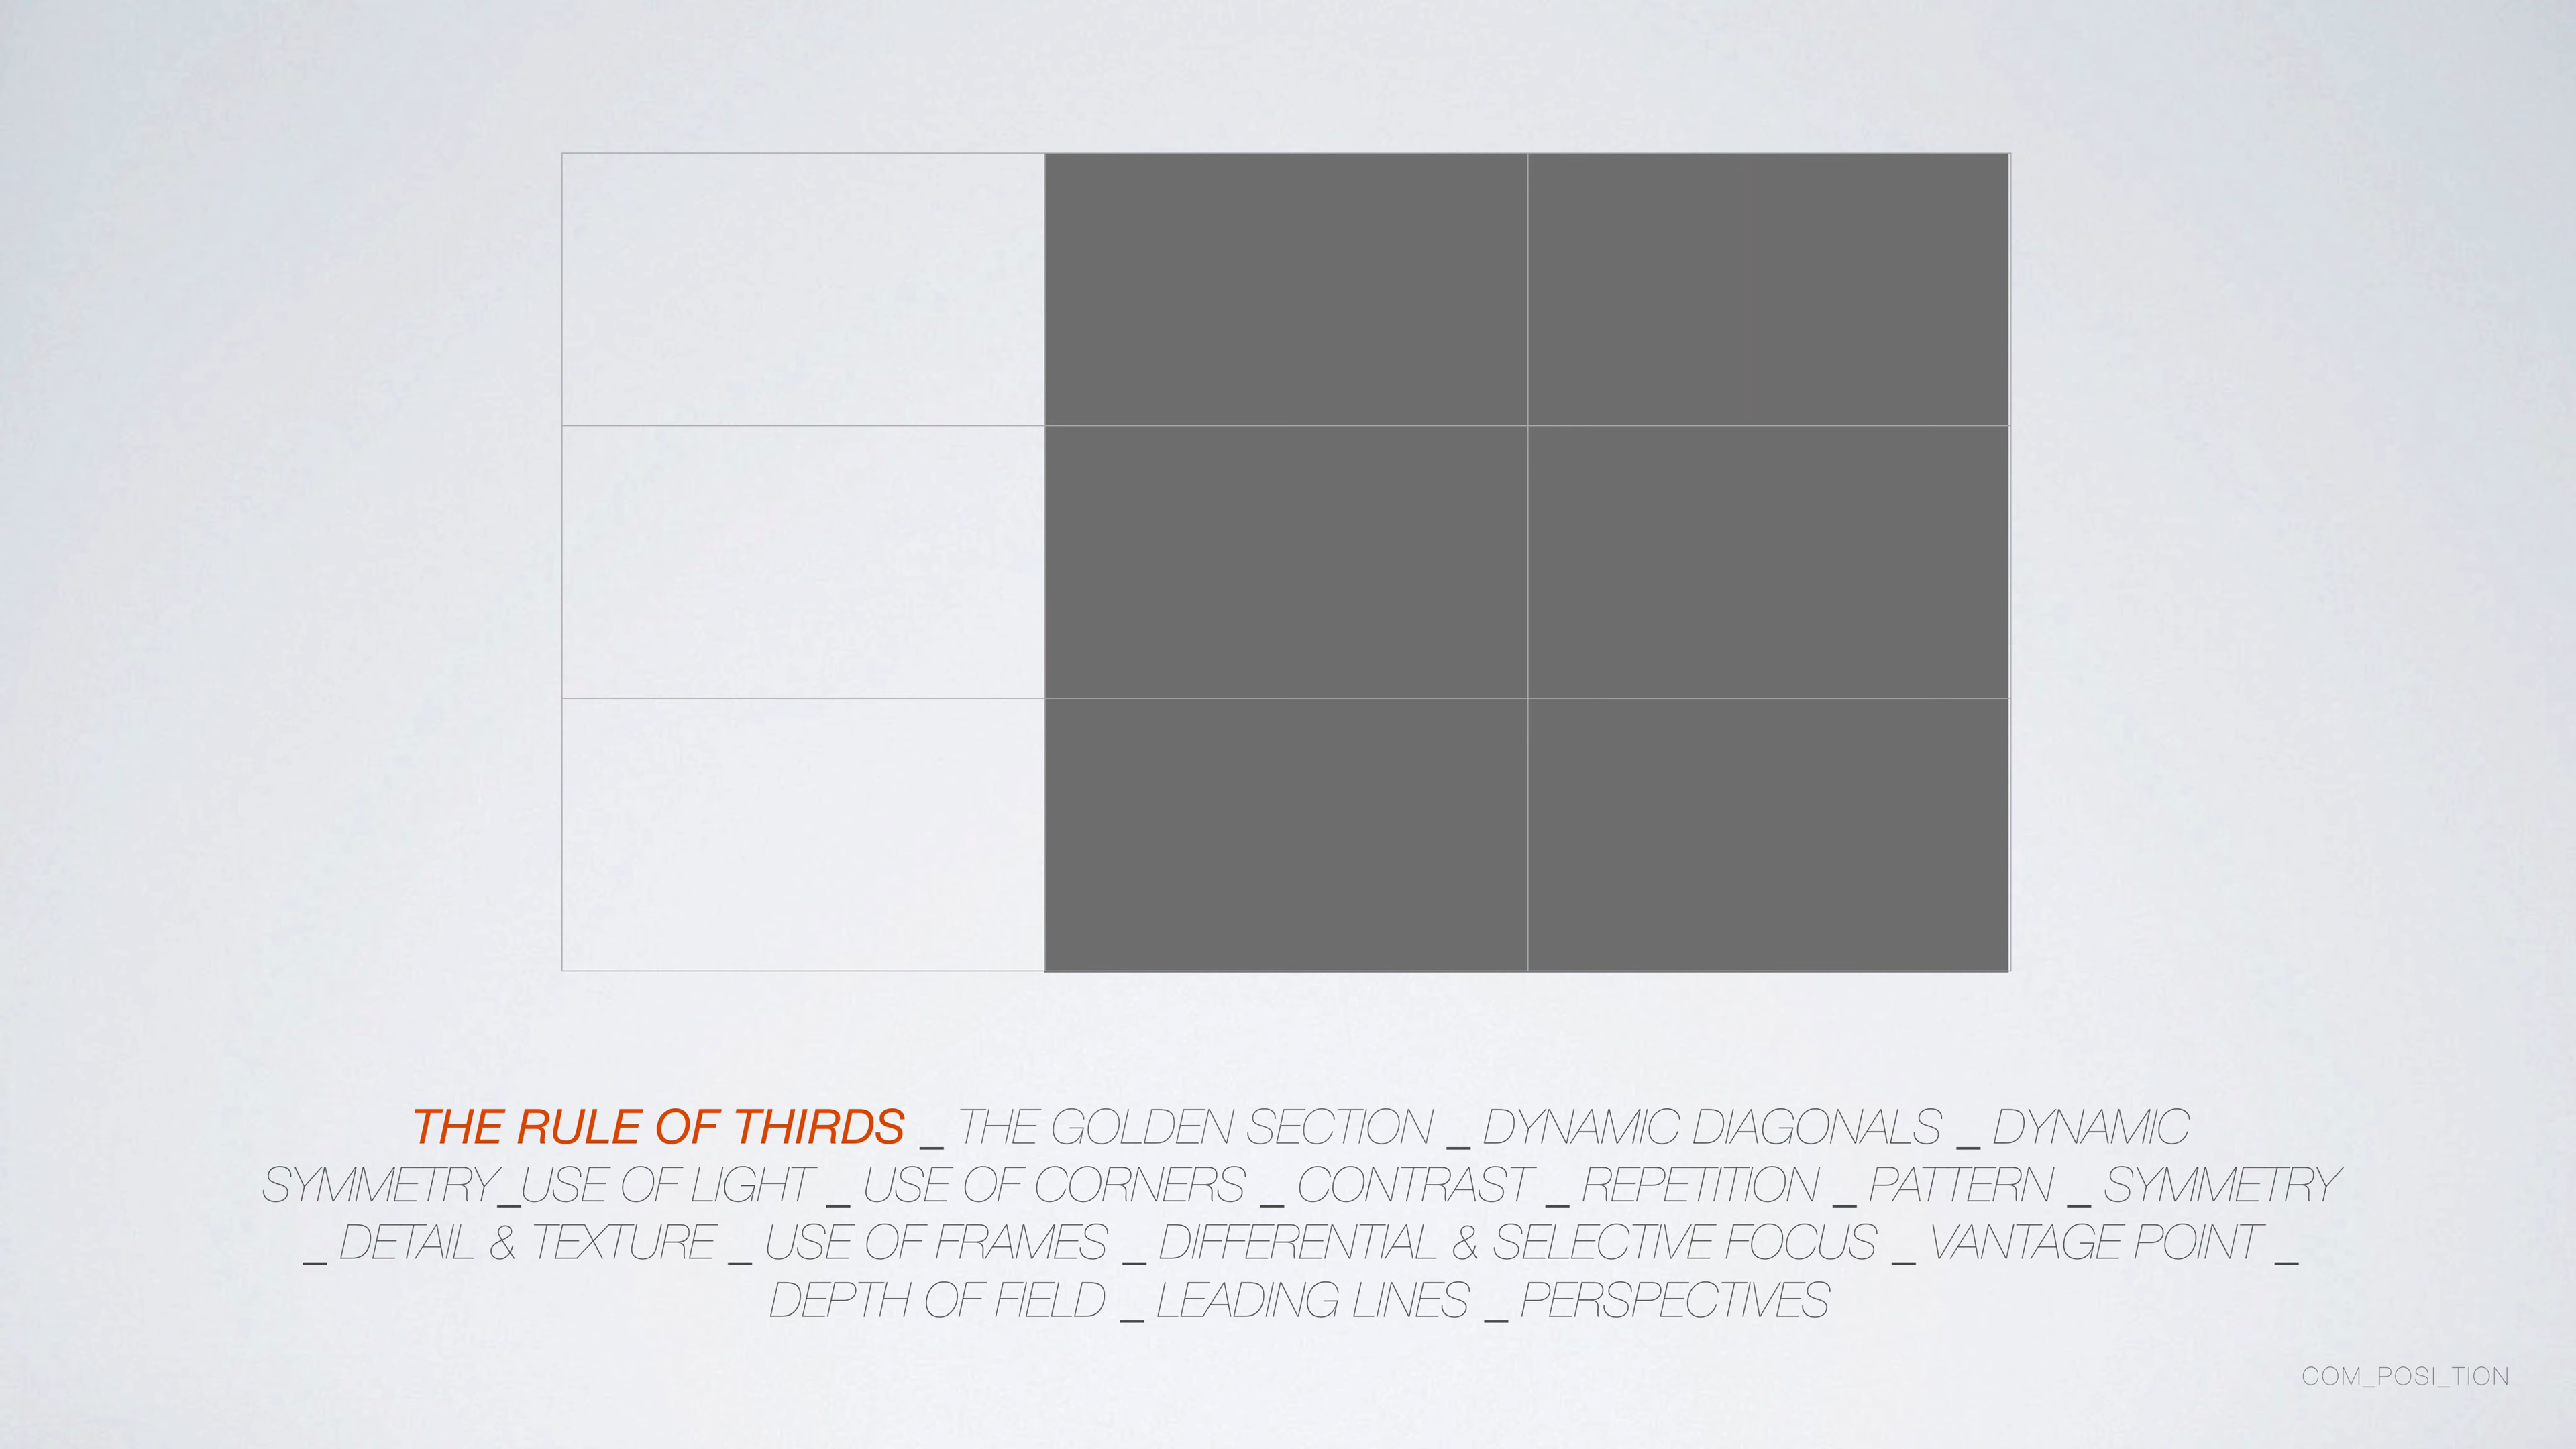 THE RULE OF THIRDS _ THE GOLDEN SECTION _ DYNAMIC DIAGONALS _ DYNAMIC
SYMMETRY_USE OF LIGHT _ USE OF CORNERS _ CONTRAST _ REPETITION _ PATTERN _ SYMMETRY
_ DETAIL & TEXTURE _ USE OF FRAMES _ DIFFERENTIAL & SELECTIVE FOCUS _ VANTAGE POINT _
DEPTH OF FIELD _ LEADING LINES _ PERSPECTIVES
COM_POSI_TION